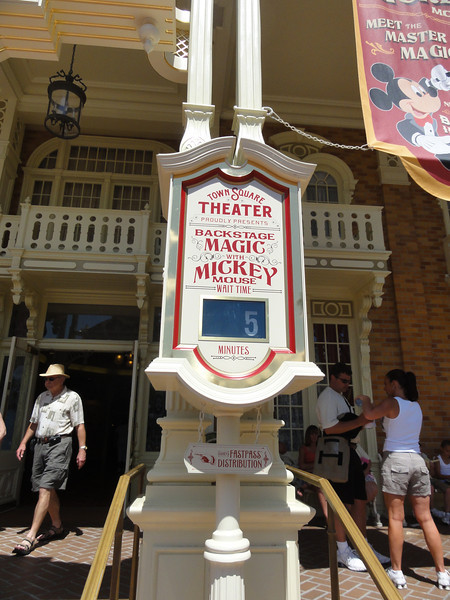 TOWN SQUARE
THEATER
PROUDLY PRESENTS
BACKSTAGE
MAGIC
WITH
MICKEY
MOUSE
WAIT TIME
5
MINUTES
FASTPASS
DISTRIBUTION
MEET THE
MASTER
MAGIC